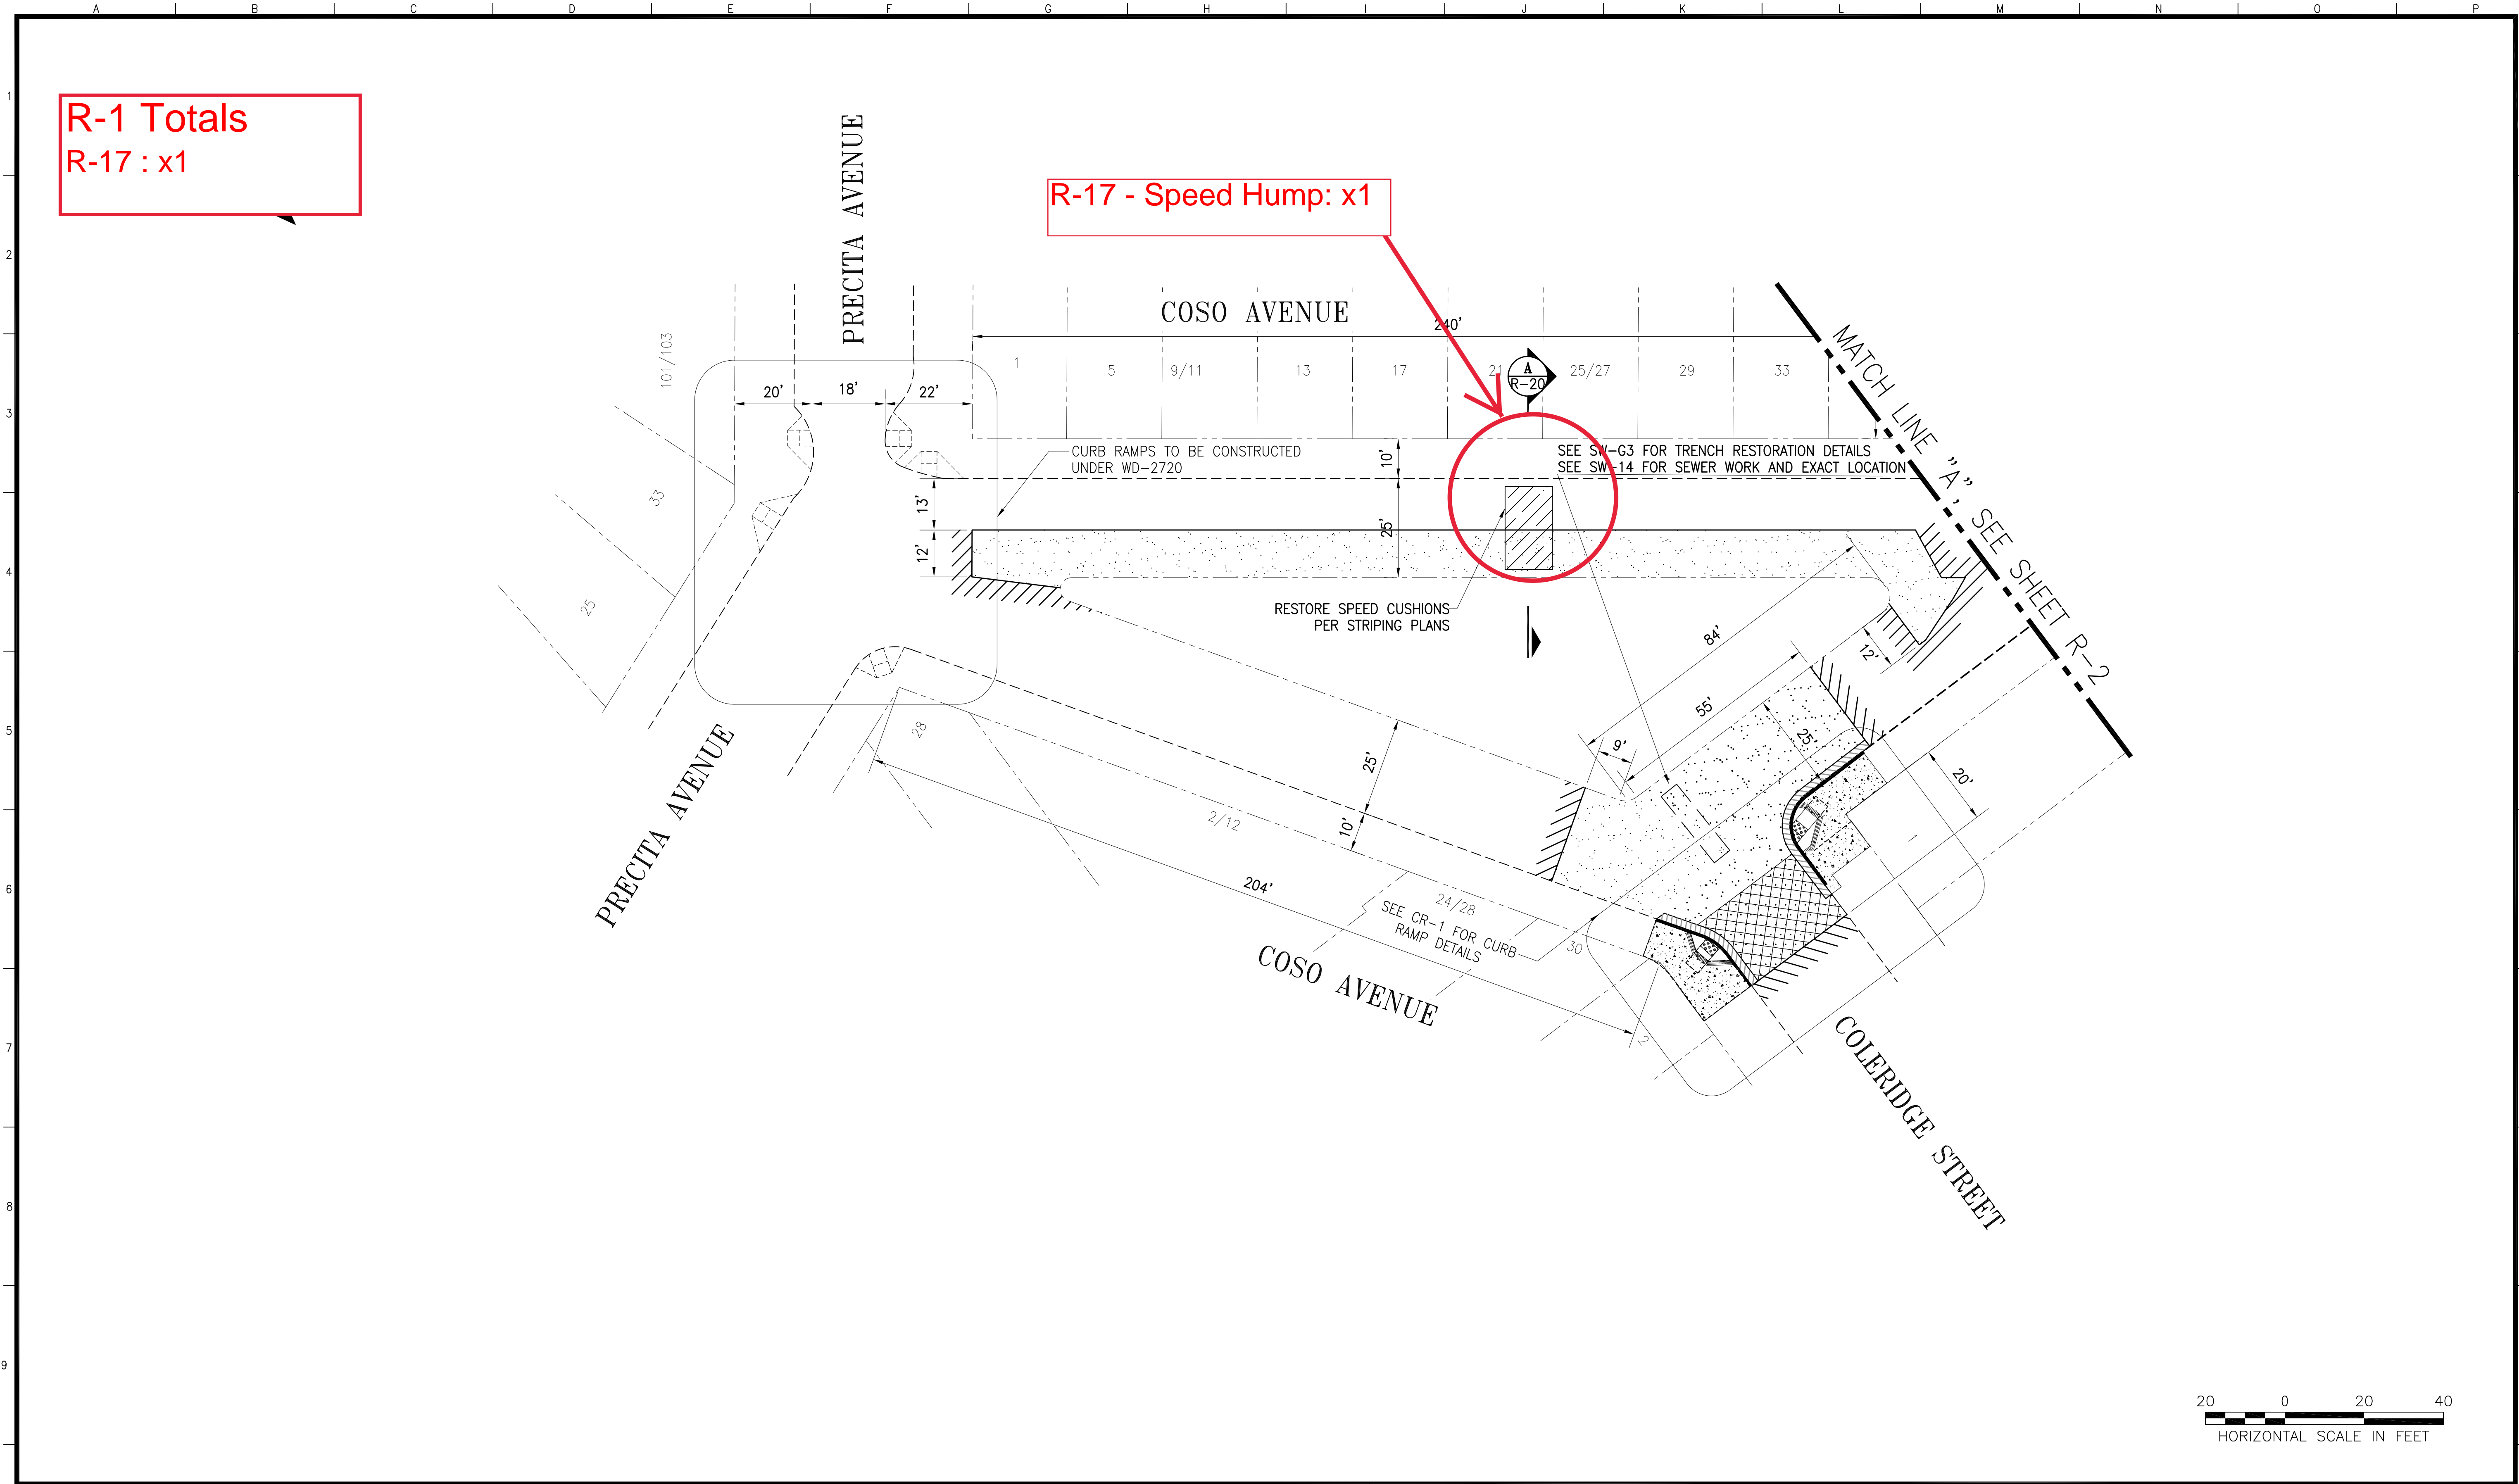 A B C D E F G H I J K L M N O P
1
2
3
4
5
6
7
8
9
R-1 Totals
R-17 : x1
R-17 - Speed Hump: x1
PRECITA AVENUE
COSO AVENUE
240'
101/103
1
5
9/11
13
17
21
25/27
29
33
A
R-20
MATCH LINE "A", SEE SHEET R-2
20'
18'
22'
CURB RAMPS TO BE CONSTRUCTED
UNDER WD-2720
10'
SEE SW-G3 FOR TRENCH RESTORATION DETAILS
SEE SW-14 FOR SEWER WORK AND EXACT LOCATION
33
25
13'
12'
25'
RESTORE SPEED CUSHIONS
PER STRIPING PLANS
84'
12'
55'
25'
9'
20'
28
25'
10'
2/12
204'
1
24/28
SEE CR-1 FOR CURB
RAMP DETAILS
30
2
PRECITA AVENUE
COSO AVENUE
COLERIDGE STREET
20 0 20 40
HORIZONTAL SCALE IN FEET